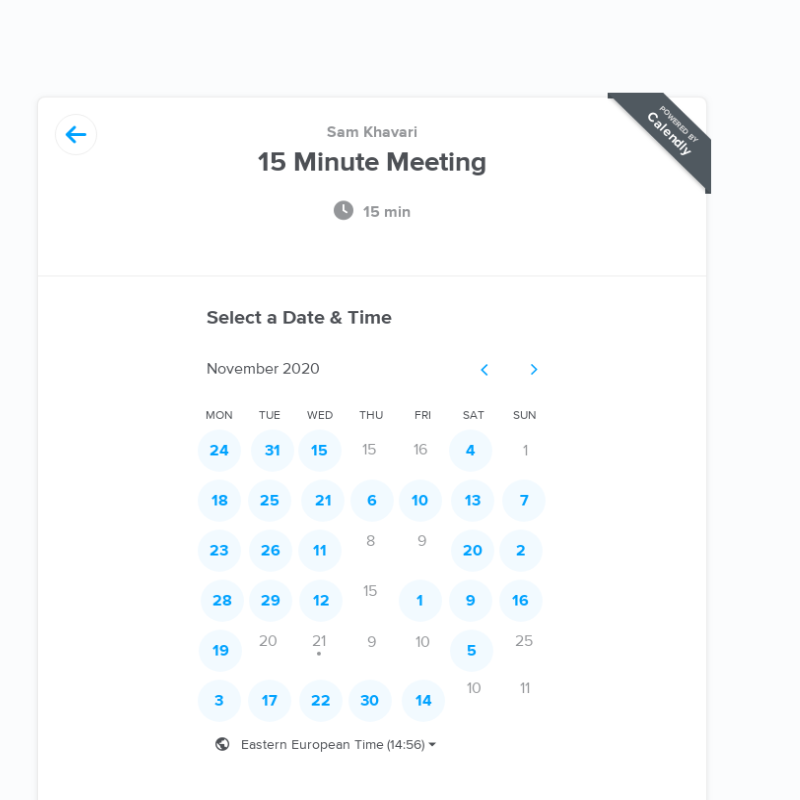 Sam Khavari
15 Minute Meeting
15 min
POWERED BY
Calendly
Select a Date & Time
November 2020
MON TUE WED THU FRI SAT SUN
24 31 15 15 16 4 1
18 25 21 6 10 13 7
23 26 11 8 9 20 2
28 29 12 15 1 9 16
19 20 21 9 10 5 25
3 17 22 30 14 10 11
Eastern European Time (14:56)